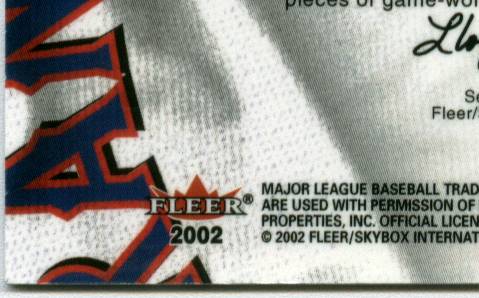 pieces of game-wor
Fleer/
FLEER®
2002
MAJOR LEAGUE BASEBALL TRAD
ARE USED WITH PERMISSION OF
PROPERTIES, INC. OFFICIAL LICEN
© 2002 FLEER/SKYBOX INTERNAT